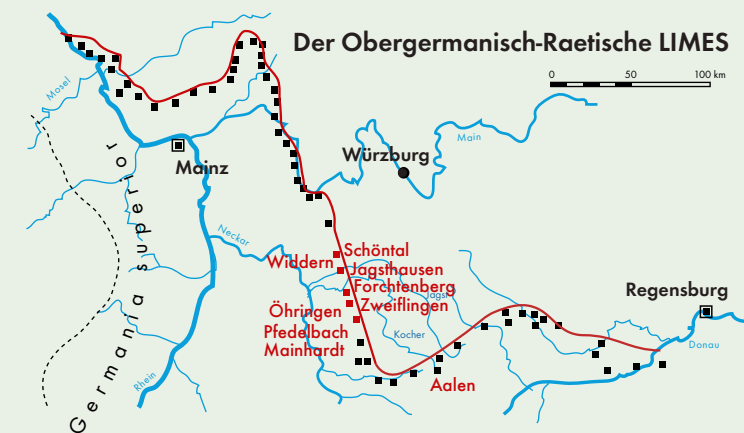 Der Obergermanisch-Raetische LIMES
0 50 100 km
Mosel
Main
Mainz
Würzburg
Germania superior
Neckar
Schöntal
Widdern
Jagsthausen
Forchtenberg
Jagst
Zweiflingen
Regensburg
Öhringen
Pfedelbach
Kocher
Mainhardt
Donau
Rhein
Aalen